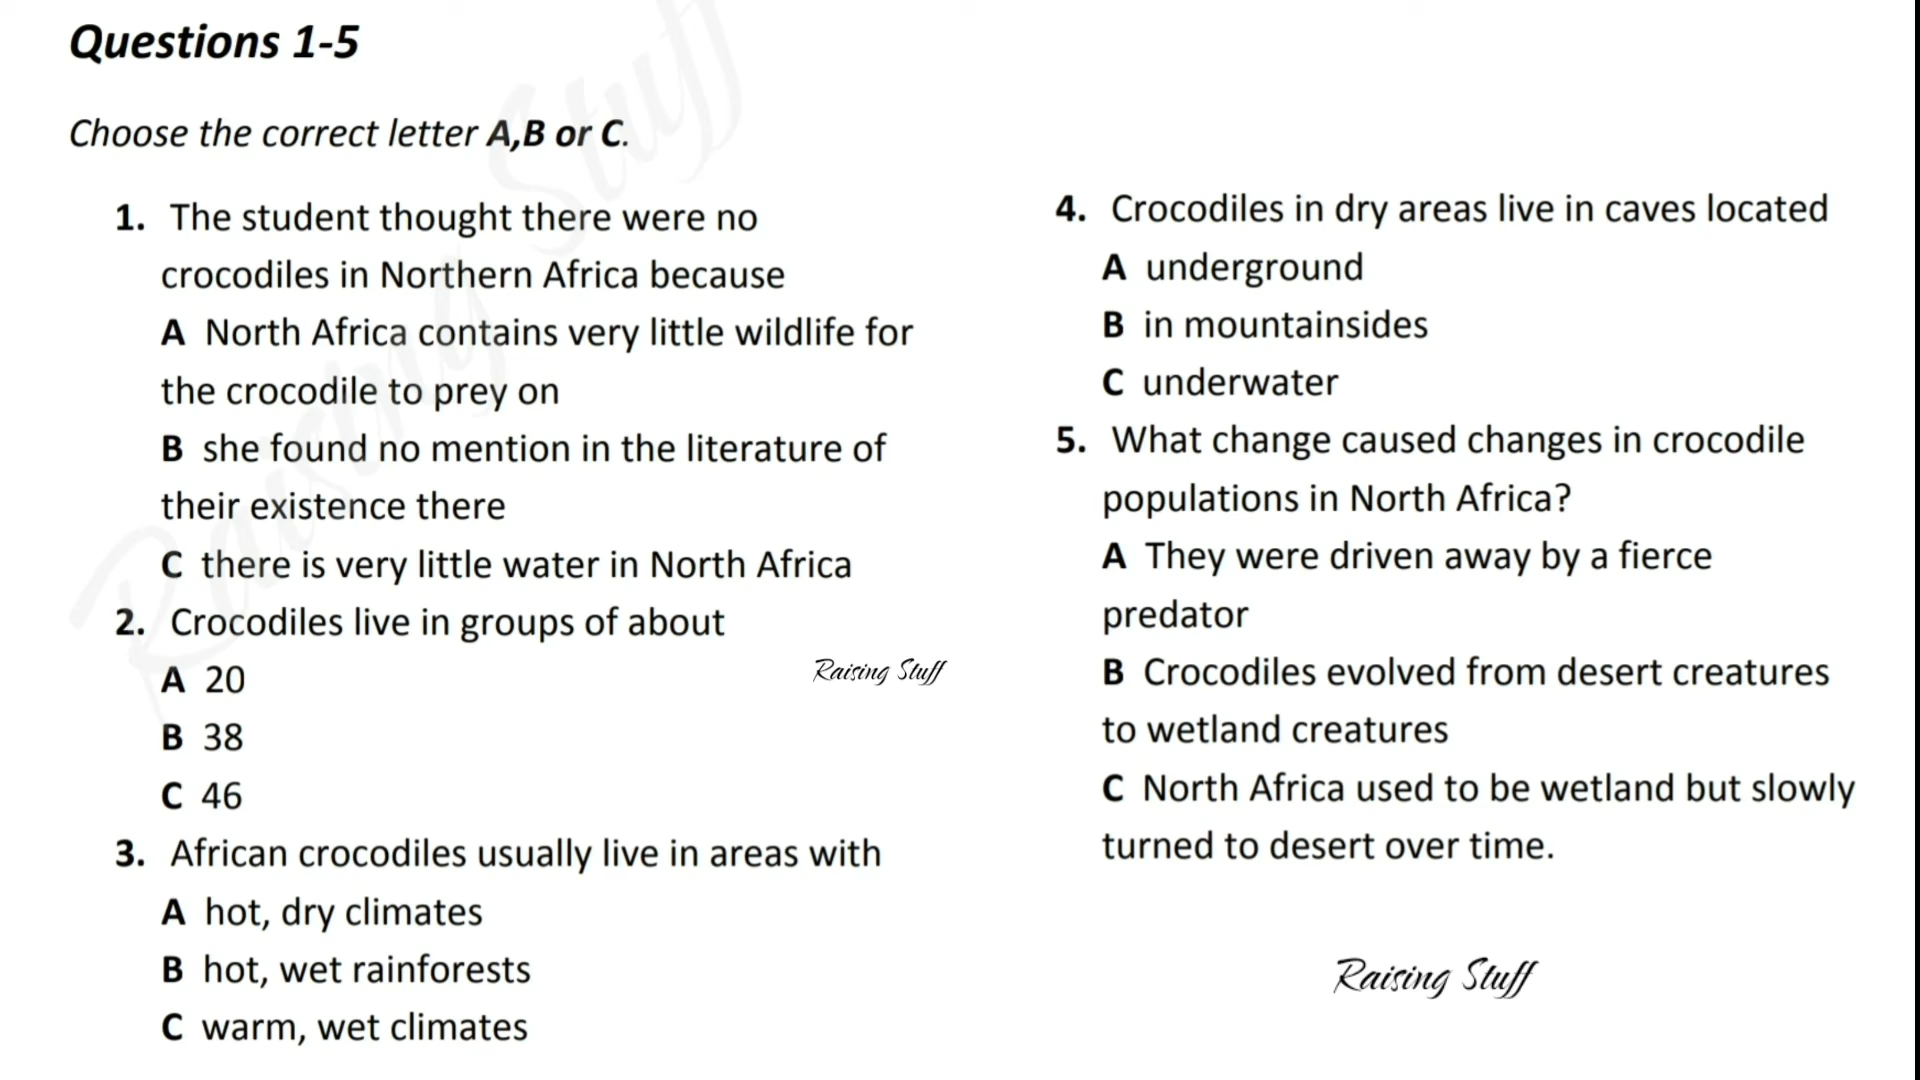 Questions 1-5
Choose the correct letter A,B or C.
1. The student thought there were no
crocodiles in Northern Africa because
A North Africa contains very little wildlife for
the crocodile to prey on
B she found no mention in the literature of
their existence there
C there is very little water in North Africa
2. Crocodiles live in groups of about
A 20
B 38
C 46
3. African crocodiles usually live in areas with
A hot, dry climates
B hot, wet rainforests
C warm, wet climates
4. Crocodiles in dry areas live in caves located
A underground
B in mountainsides
C underwater
5. What change caused changes in crocodile
populations in North Africa?
A They were driven away by a fierce
predator
B Crocodiles evolved from desert creatures
to wetland creatures
C North Africa used to be wetland but slowly
turned to desert over time.
Raising Stuff
Raising Stuff
Raising Stuff